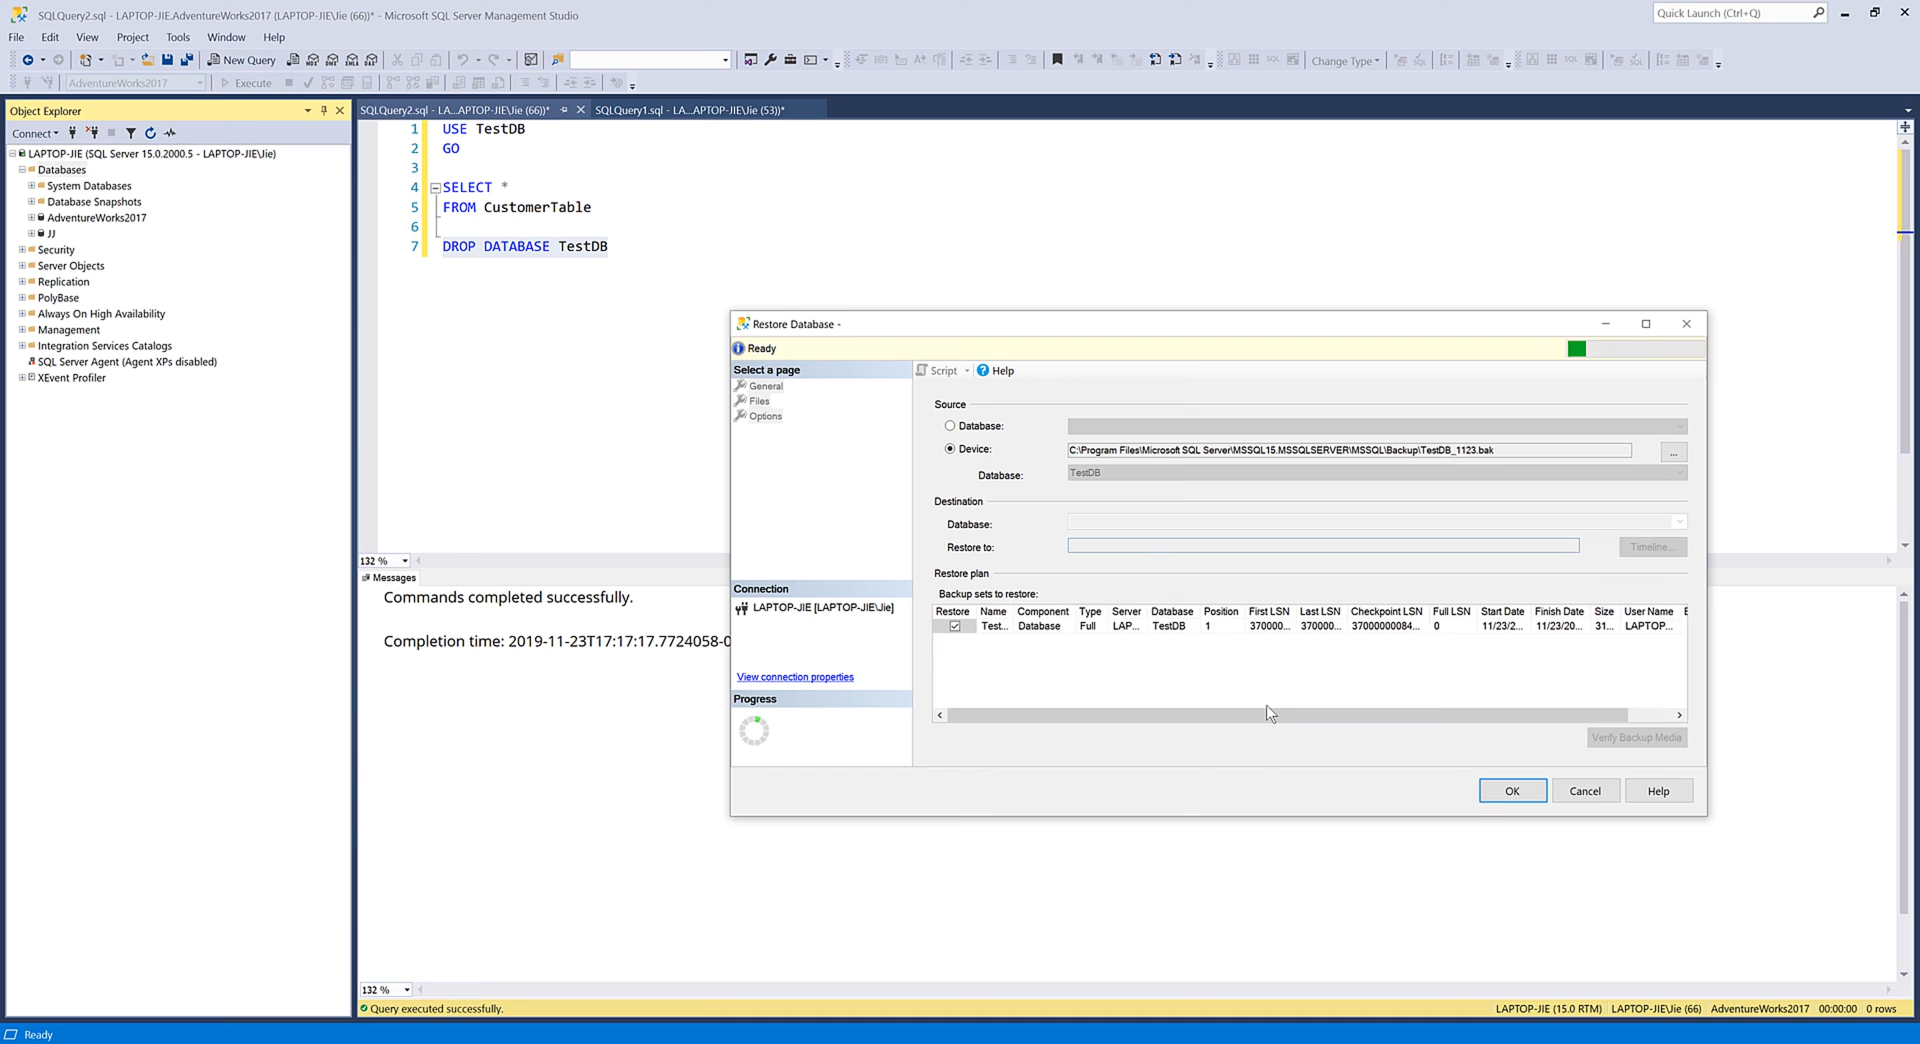 SQLQuery2.sql - LAPTOP-JIE.AdventureWorks2017 (LAPTOP-JIE\Jie (66))* - Microsoft SQL Server Management Studio
Quick Launch (Ctrl+Q)
File Edit View Project Tools Window Help
New Query
Change Type
AdventureWorks2017
Execute
Object Explorer
Connect
LAPTOP-JIE (SQL Server 15.0.2000.5 - LAPTOP-JIE\Jie)
Databases
System Databases
Database Snapshots
AdventureWorks2017
JJ
Security
Server Objects
Replication
PolyBase
Always On High Availability
Management
Integration Services Catalogs
SQL Server Agent (Agent XPs disabled)
XEvent Profiler
SQLQuery2.sql - LA...APTOP-JIE\Jie (66))*
SQLQuery1.sql - LA...APTOP-JIE\Jie (53))*
1 USE TestDB
2 GO
3
4 SELECT *
5 FROM CustomerTable
6
7 DROP DATABASE TestDB
132 %
Messages
Commands completed successfully.
Completion time: 2019-11-23T17:17:17.7724058-0
Restore Database -
Ready
Select a page
General
Files
Options
Connection
LAPTOP-JIE [LAPTOP-JIE\Jie]
View connection properties
Progress
Script
Help
Source
Database:
Device:
C:\Program Files\Microsoft SQL Server\MSSQL15.MSSQLSERVER\MSSQL\Backup\TestDB_1123.bak
...
Database:
TestDB
Destination
Database:
Restore to:
Timeline...
Restore plan
Backup sets to restore:
Restore Name Component Type Server Database Position First LSN Last LSN Checkpoint LSN Full LSN Start Date Finish Date Size User Name E
Test... Database Full LAP... TestDB 1 370000... 370000... 37000000084... 0 11/23/2... 11/23/20... 31... LAPTOP...
Verify Backup Media
OK Cancel Help
132 %
Query executed successfully.
LAPTOP-JIE (15.0 RTM) LAPTOP-JIE\Jie (66) AdventureWorks2017 00:00:00 0 rows
Ready